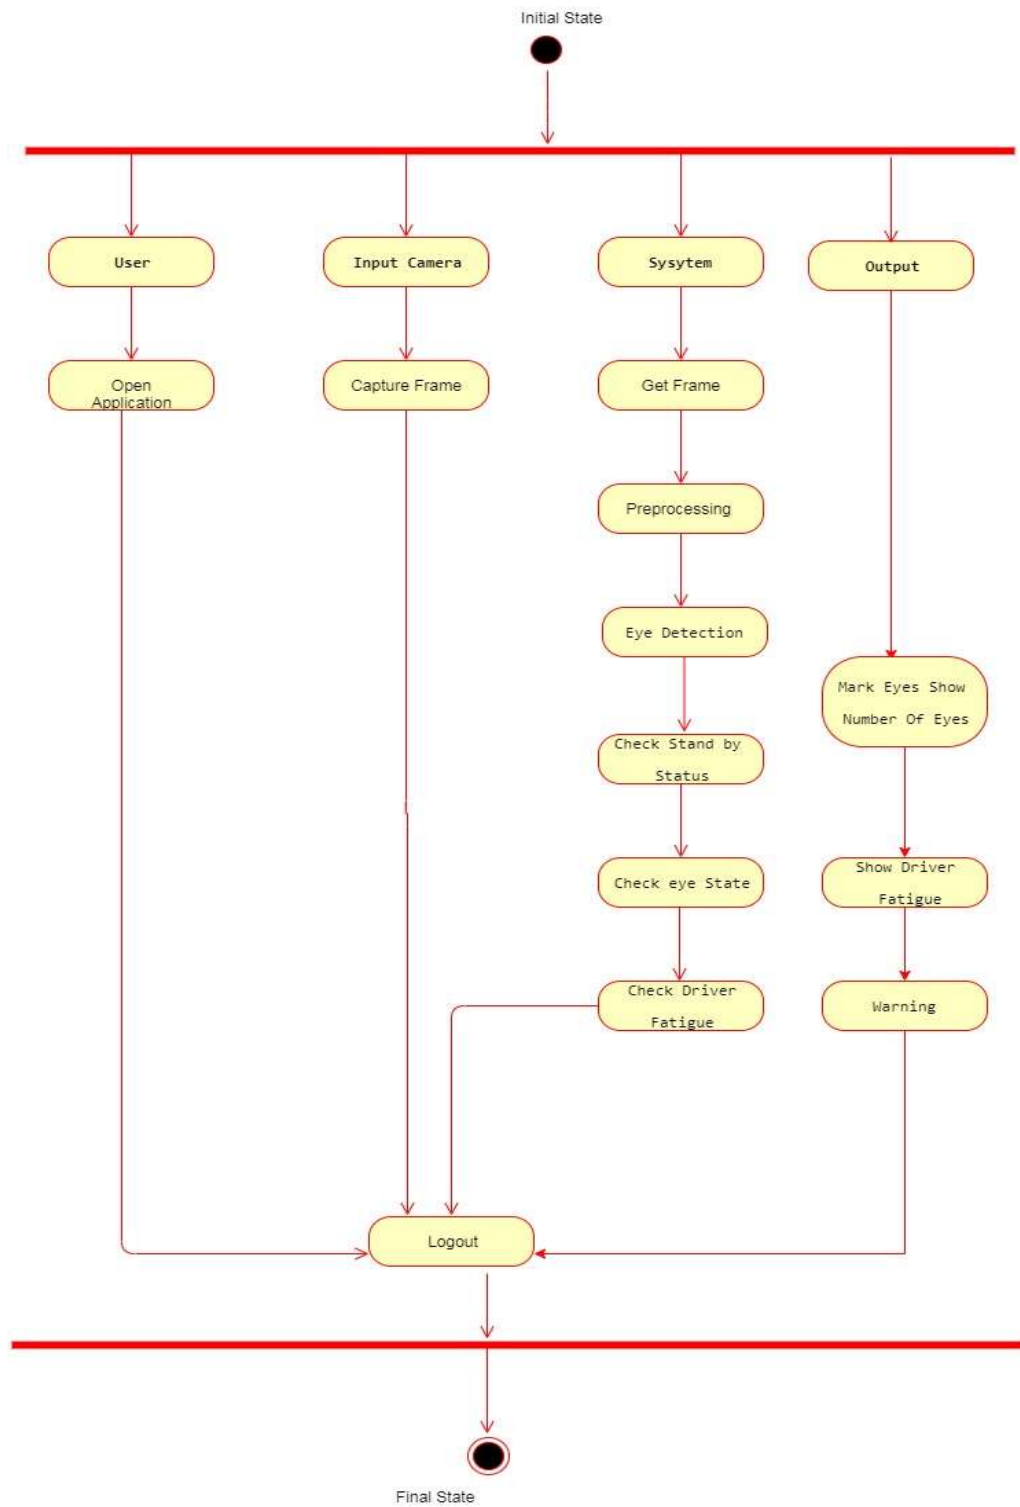 Initial State
User
Input Camera
Sysytem
Output
Open
Application
Capture Frame
Get Frame
Preprocessing
Eye Detection
Mark Eyes Show
Number Of Eyes
Check Stand by
Status
Check eye State
Show Driver
Fatigue
Check Driver
Fatigue
Warning
Logout
Final State